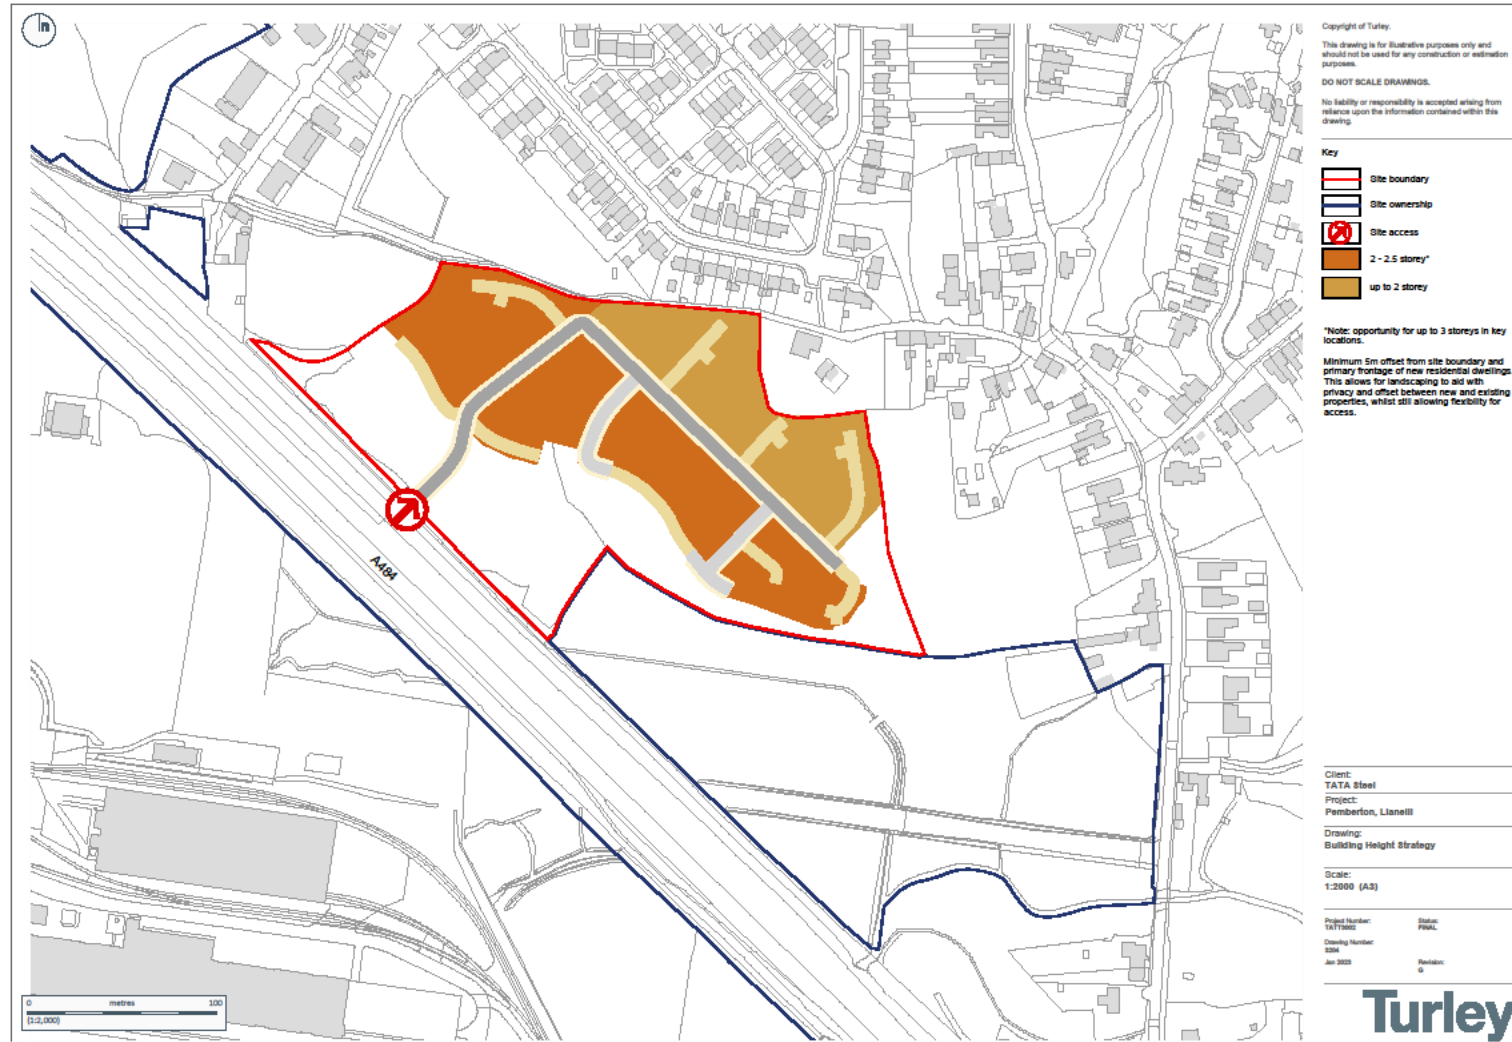 n
Copyright of Turley.
This drawing is for illustrative purposes only and
should not be used for any construction or estimation
purposes.
DO NOT SCALE DRAWINGS.
No liability or responsibility is accepted arising from
reliance upon the information contained within this
drawing.
Key
Site boundary
Site ownership
Site access
2 - 2.5 storey*
up to 2 storey
*Note: opportunity for up to 3 storeys in key
locations.
Minimum 5m offset from site boundary and
primary frontage of new residential dwellings.
This allows for landscaping to aid with
privacy and offset between new and existing
properties, whilst still allowing flexibility for
access.
A484
Client:
TATA Steel
Project:
Pemberton, Llanelli
Drawing:
Building Height Strategy
Scale:
1:2000 (A3)
Project Number:
Status:
FINAL
Drawing Number:
Jan 2023
Revision:
G
Turley
0 metres 100
(1:2,000)